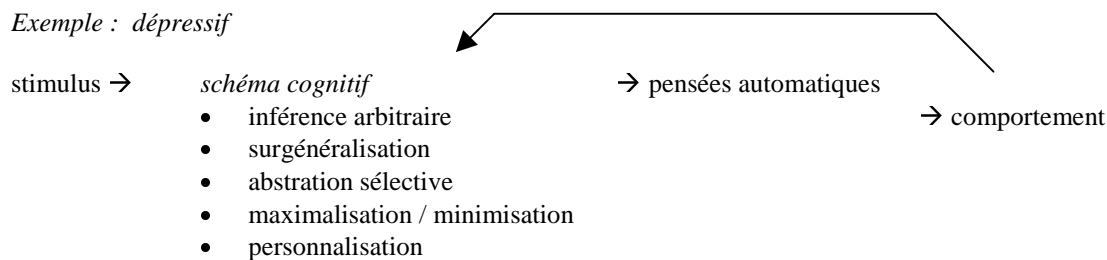 Exemple : dépressif
stimulus → schéma cognitif → pensées automatiques
• inférence arbitraire → comportement
• surgénéralisation
• abstration sélective
• maximalisation / minimisation
• personnalisation